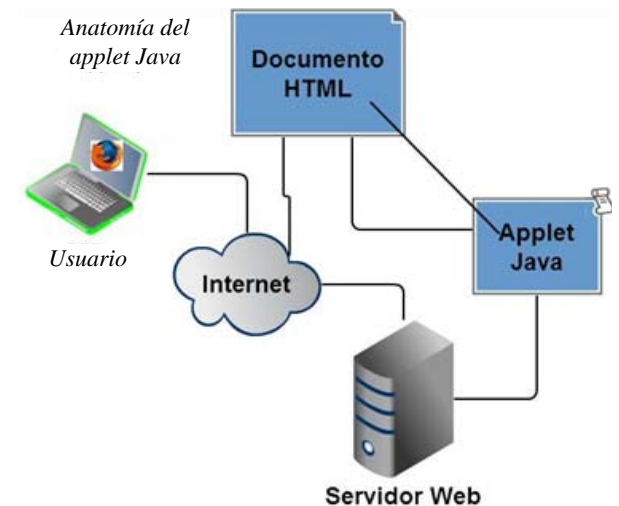 Anatomía del
applet Java
Documento
HTML
Usuario
Internet
Applet
Java
Servidor Web